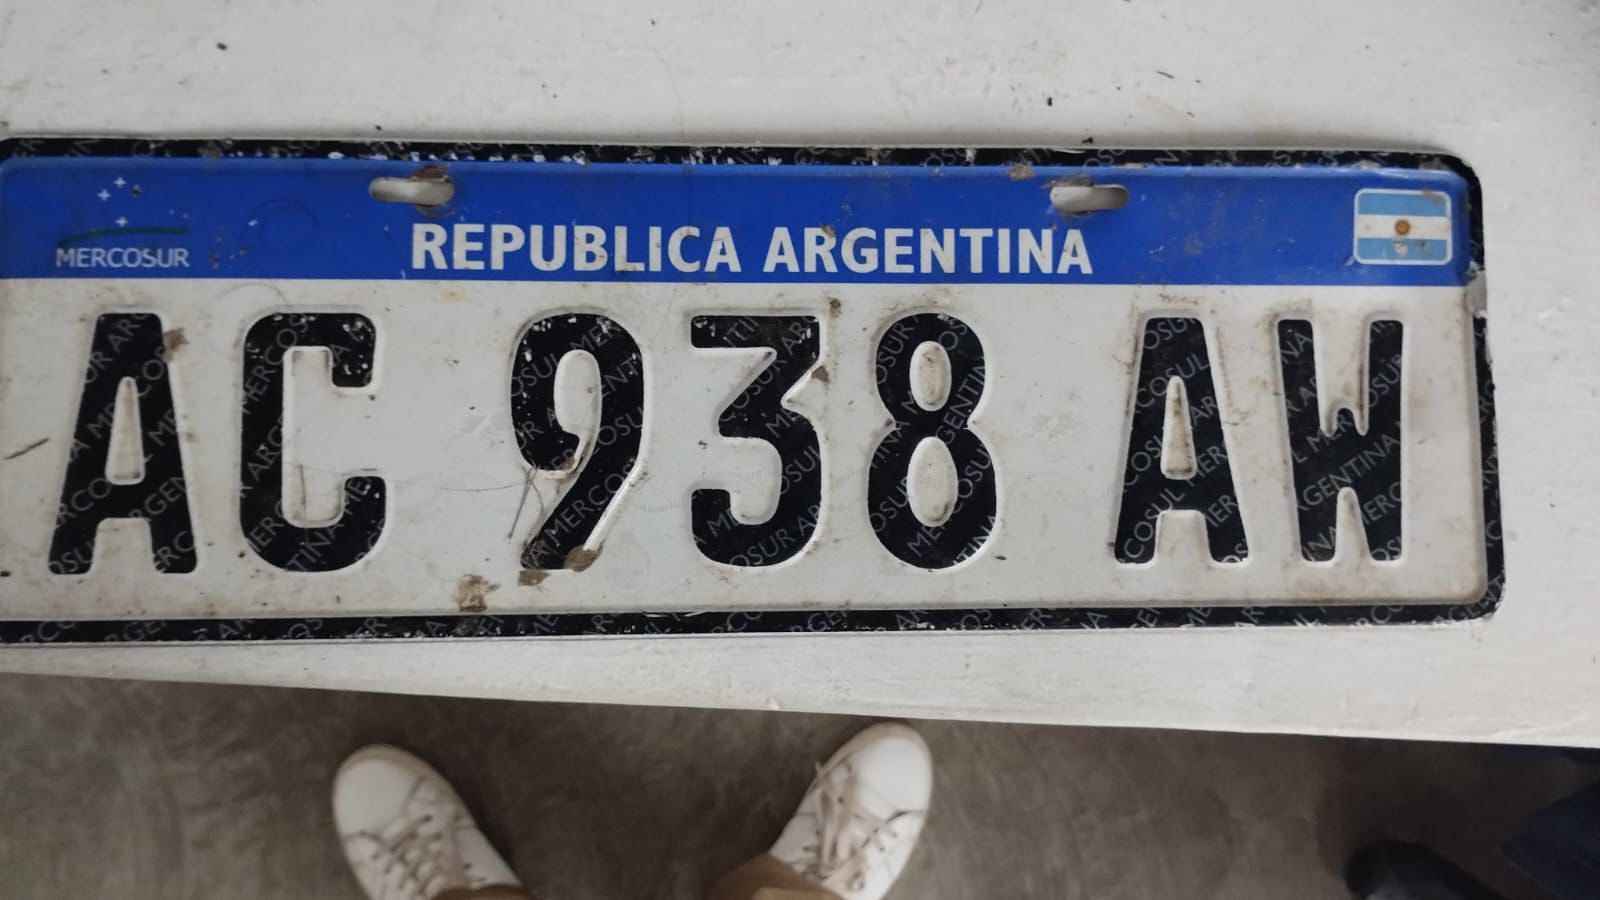 MERCOSUR
REPUBLICA ARGENTINA
AC 938 AW